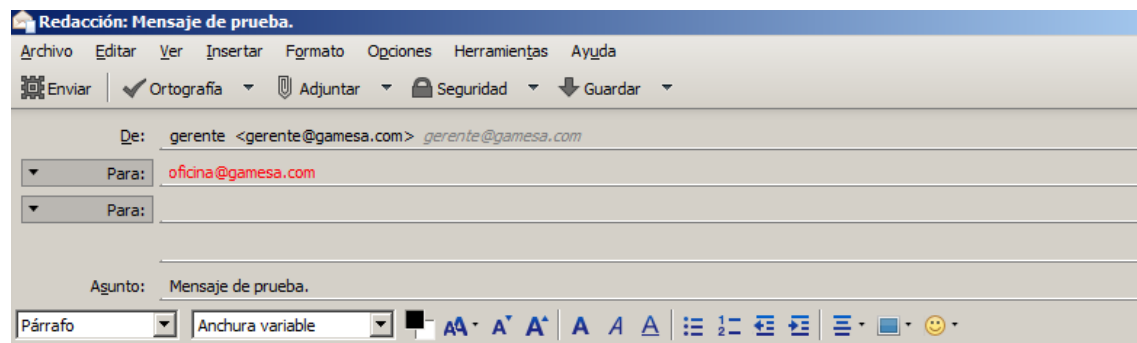 Redacción: Mensaje de prueba.
Archivo Editar Ver Insertar Formato Opciones Herramientas Ayuda
Enviar Ortografía Adjuntar Seguridad Guardar
De: gerente <gerente@gamesa.com> gerente@gamesa.com
Para: oficina@gamesa.com
Para:
Asunto: Mensaje de prueba.
Párrafo Anchura variable